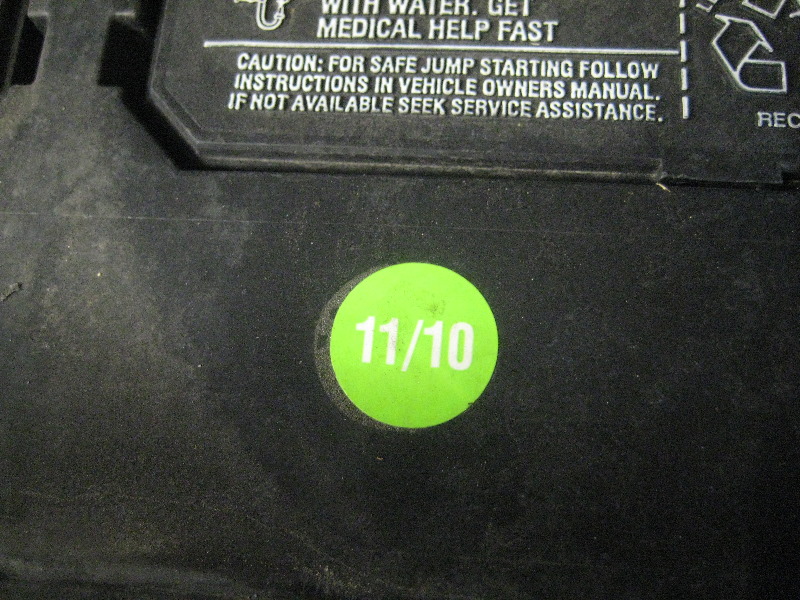 WITH WATER. GET
MEDICAL HELP FAST
CAUTION: FOR SAFE JUMP STARTING FOLLOW
INSTRUCTIONS IN VEHICLE OWNERS MANUAL.
IF NOT AVAILABLE SEEK SERVICE ASSISTANCE.
REC
11/10